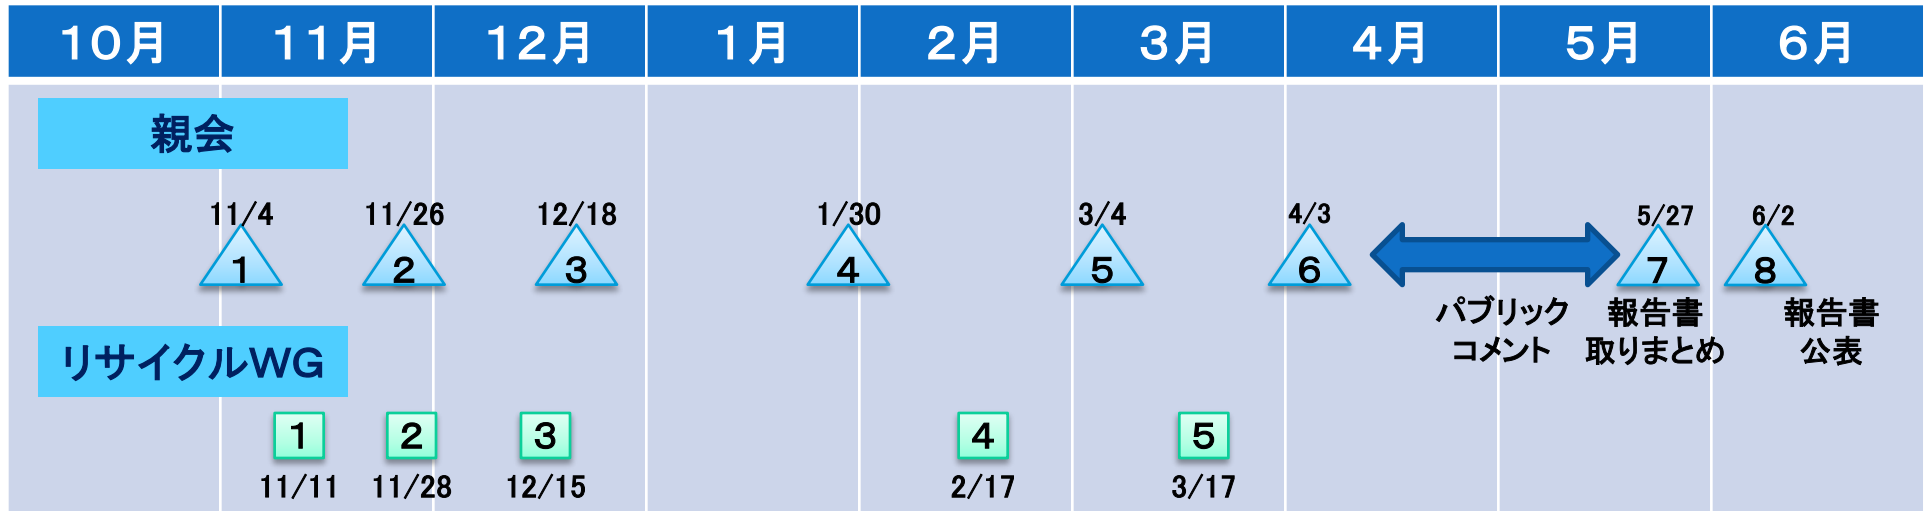 10月 11月 12月 1月 2月 3月 4月 5月 6月
親会
11/4 11/26 12/18 1/30 3/4 4/3 5/27 6/2
1 2 3 4 5 6 7 8
パブリック 報告書 報告書
コメント 取りまとめ 公表
リサイクルWG
1 2 3 4 5
11/11 11/28 12/15 2/17 3/17